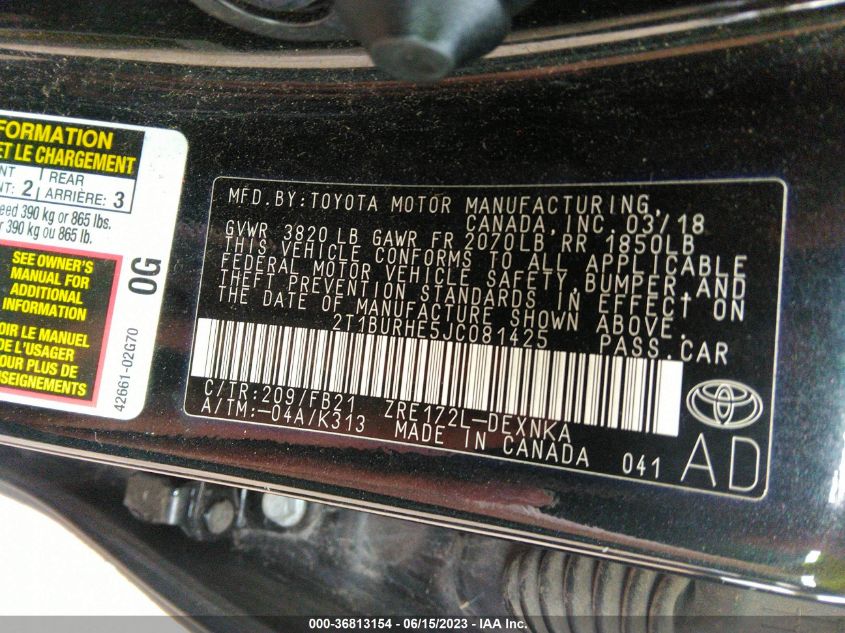 FORMATION
ET LE CHARGEMENT
NT 2 REAR
NT: ARRIÈRE: 3
eed 390 kg or 865 lbs.
r 390 kg ou 865 lb.
SEE OWNER'S
MANUAL FOR
ADDITIONAL
INFORMATION
LE MANUEL
DE L'USAGER
POUR PLUS DE
SEIGNEMENTS
42661-02G70
0G
MFD. BY: TOYOTA MOTOR MANUFACTURING,
CANADA, INC. 03/18
GVWR 3820 LB GAWR FR 2070LB RR 1850LB
THIS VEHICLE CONFORMS TO ALL APPLICABLE
FEDERAL MOTOR VEHICLE SAFETY, BUMPER, AND
THEFT PREVENTION STANDARDS IN EFFECT ON
THE DATE OF MANUFACTURE SHOWN ABOVE.
2T1BURHE5JC081425 PASS. CAR
C/TR: 209/FB21 ZRE172L-DEXNKA
A/TM: -04A/K313 MADE IN CANADA 041
AD
000-36813154 - 06/15/2023 - IAA Inc.